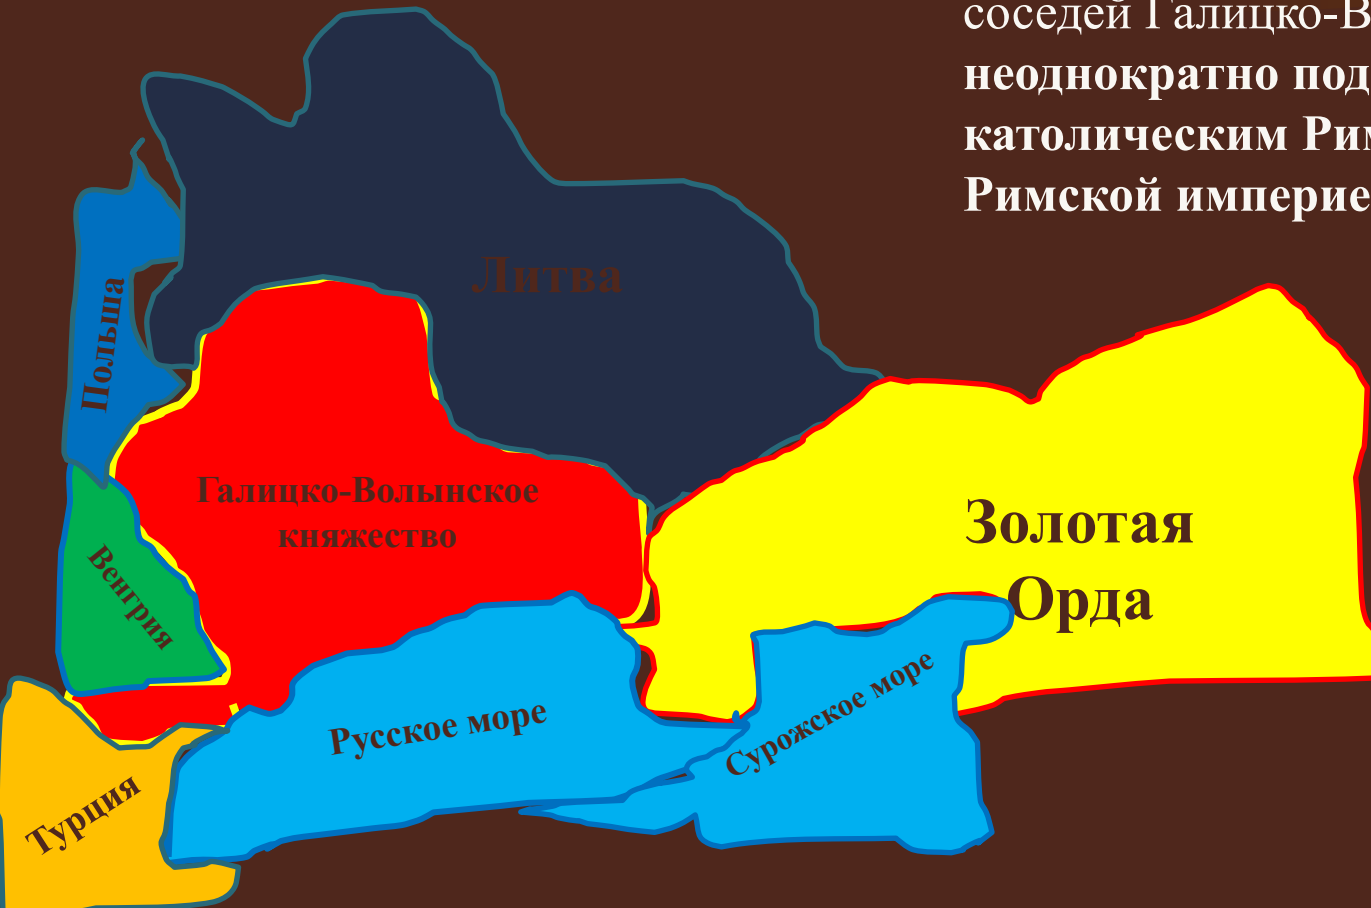 соседей Галицко-В
неоднократно под
католическим Рим
Римской империе
Литва
Польша
Галицко-Волынское
княжество
Золотая
Орда
Венгрия
Русское море
Сурожское море
Турция